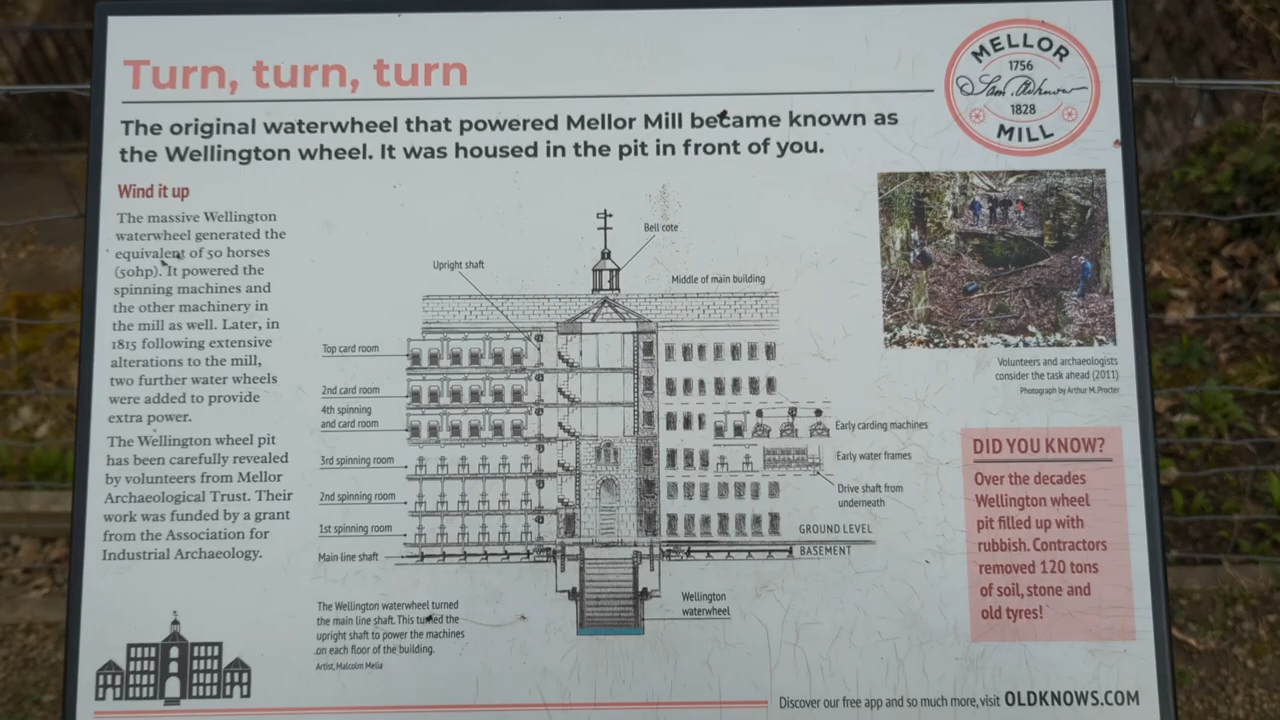 Turn, turn, turn
MELLOR
1756
Sam. Oldknow
1828
MILL
The original waterwheel that powered Mellor Mill became known as
the Wellington wheel. It was housed in the pit in front of you.
Wind it up
The massive Wellington
waterwheel generated the
equivalent of 50 horses
(50hp). It powered the
spinning machines and
the other machinery in
the mill as well. Later, in
1815 following extensive
alterations to the mill,
two further water wheels
were added to provide
extra power.
The Wellington wheel pit
has been carefully revealed
by volunteers from Mellor
Archaeological Trust. Their
work was funded by a grant
from the Association for
Industrial Archaeology.
Bell cote
Upright shaft
Middle of main building
Top card room
2nd card room
4th spinning
and card room
3rd spinning room
2nd spinning room
1st spinning room
Main line shaft
Early carding machines
Early water frames
Drive shaft from
underneath
GROUND LEVEL
BASEMENT
Wellington
waterwheel
The Wellington waterwheel turned
the main line shaft. This turned the
upright shaft to power the machines
on each floor of the building.
Artist, Malcolm Melia
Volunteers and archaeologists
consider the task ahead (2011)
Photograph by Arthur M. Procter
DID YOU KNOW?
Over the decades
Wellington wheel
pit filled up with
rubbish. Contractors
removed 120 tons
of soil, stone and
old tyres!
Discover our free app and so much more, visit OLDKNOWS.COM